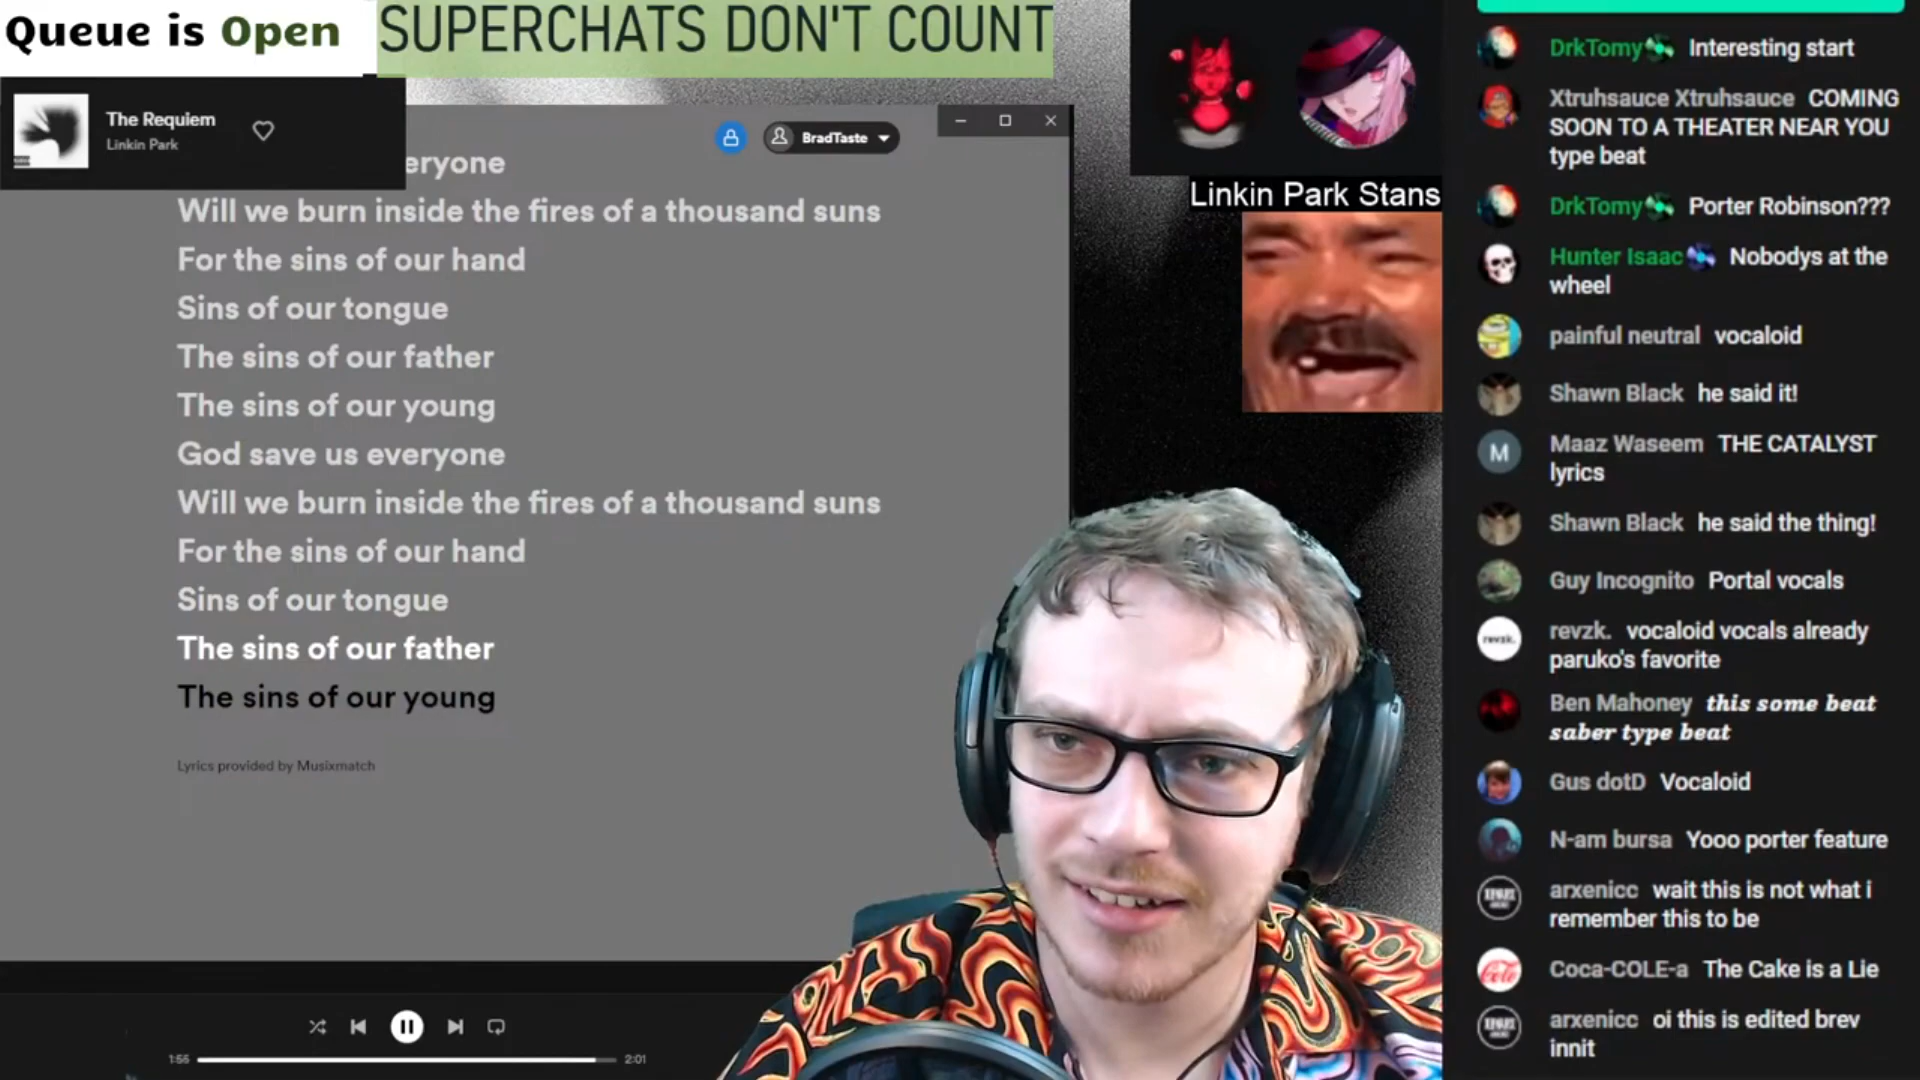 Queue is Open
SUPERCHATS DON'T COUNT
The Requiem
Linkin Park
BradTaste
eryone
Will we burn inside the fires of a thousand suns
For the sins of our hand
Sins of our tongue
The sins of our father
The sins of our young
God save us everyone
Will we burn inside the fires of a thousand suns
For the sins of our hand
Sins of our tongue
The sins of our father
The sins of our young
Lyrics provided by Musixmatch
1:55
2:01
Linkin Park Stans
DrkTomy Interesting start
Xtruhsauce Xtruhsauce COMING
SOON TO A THEATER NEAR YOU
type beat
DrkTomy Porter Robinson???
Hunter Isaac Nobodys at the
wheel
painful neutral vocaloid
Shawn Black he said it!
M
Maaz Waseem THE CATALYST
lyrics
Shawn Black he said the thing!
Guy Incognito Portal vocals
revzk.
revzk. vocaloid vocals already
paruko's favorite
Ben Mahoney this some beat
saber type beat
Gus dotD Vocaloid
N-am bursa Yooo porter feature
arxenicc wait this is not what i
remember this to be
Coca-COLE-a The Cake is a Lie
arxenicc oi this is edited brev
innit